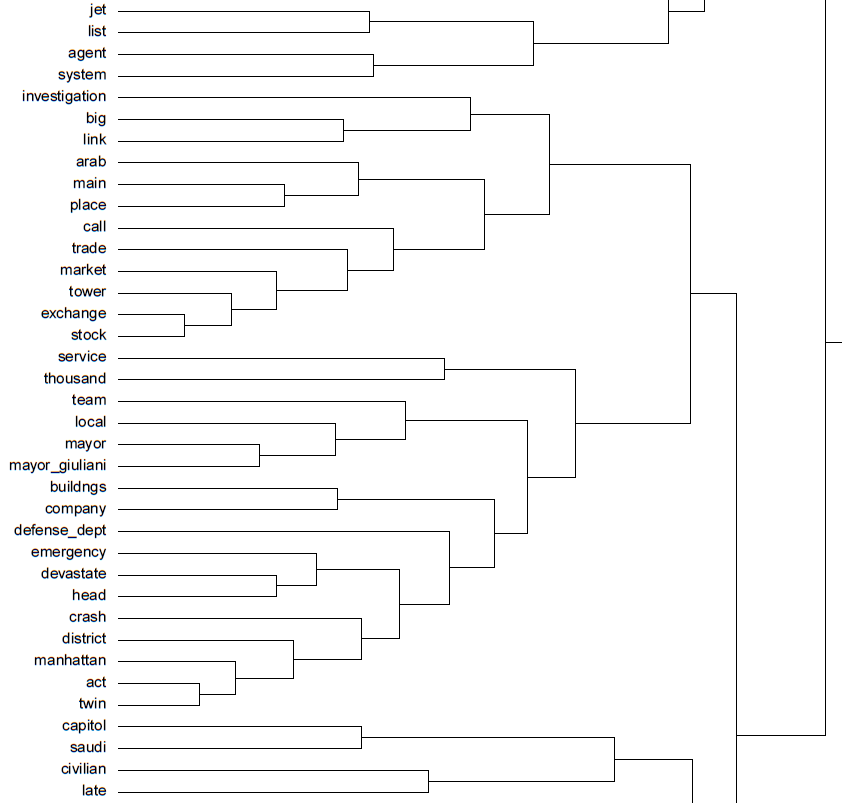 jet
list
agent
system
investigation
big
link
arab
main
place
call
trade
market
tower
exchange
stock
service
thousand
team
local
mayor
mayor_giuliani
buildngs
company
defense_dept
emergency
devastate
head
crash
district
manhattan
act
twin
capitol
saudi
civilian
late